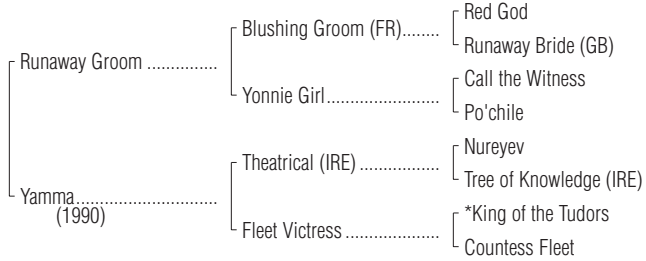 Red God
Blushing Groom (FR)........
Runaway Bride (GB)
Runaway Groom ...............
Call the Witness
Yonnie Girl........................
Po'chile
Nureyev
Theatrical (IRE) .................
Tree of Knowledge (IRE)
Yamma..............................
(1990)
*King of the Tudors
Fleet Victress ....................
Countess Fleet